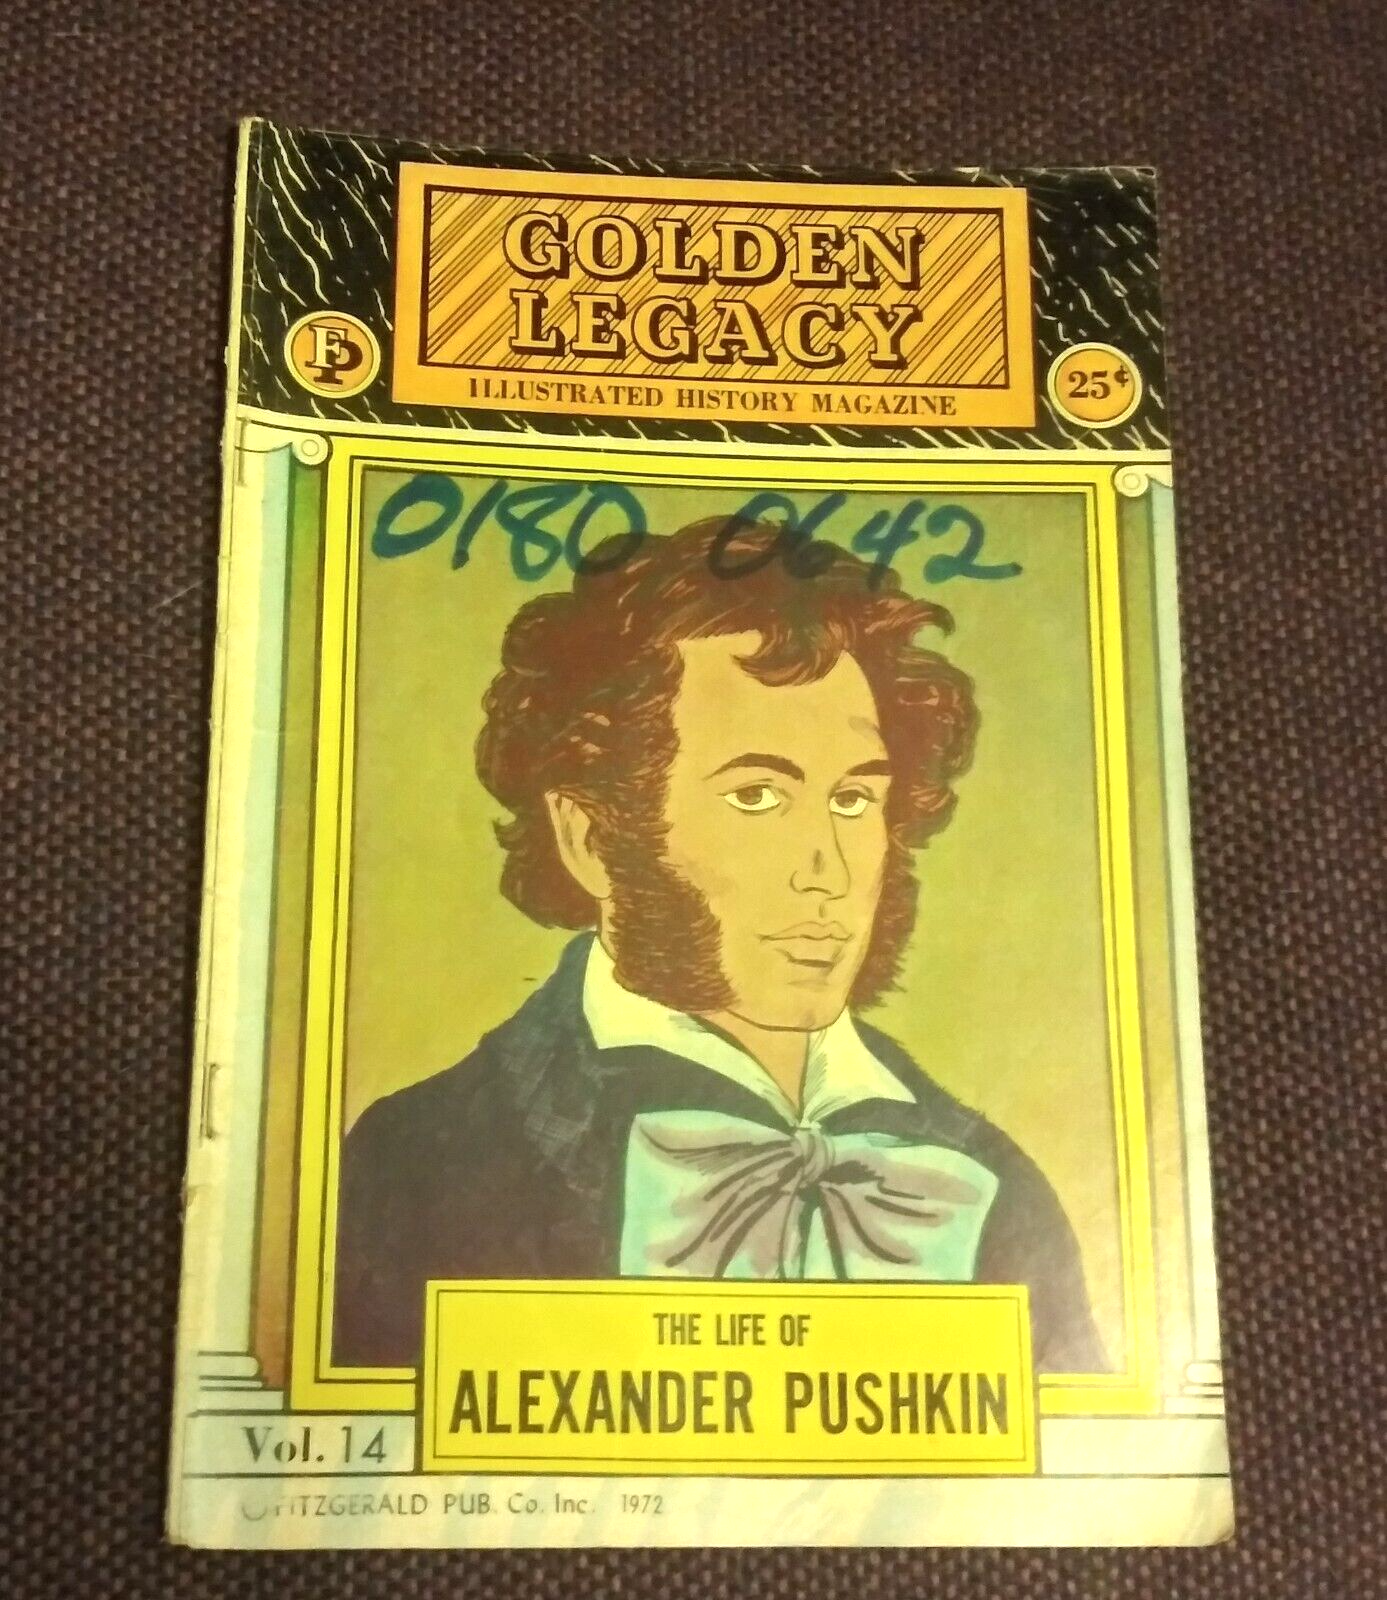 GOLDEN
LEGACY
ILLUSTRATED HISTORY MAGAZINE
FP
25¢
0180 0642
THE LIFE OF
ALEXANDER PUSHKIN
Vol. 14
© FITZGERALD PUB. Co. Inc. 1972